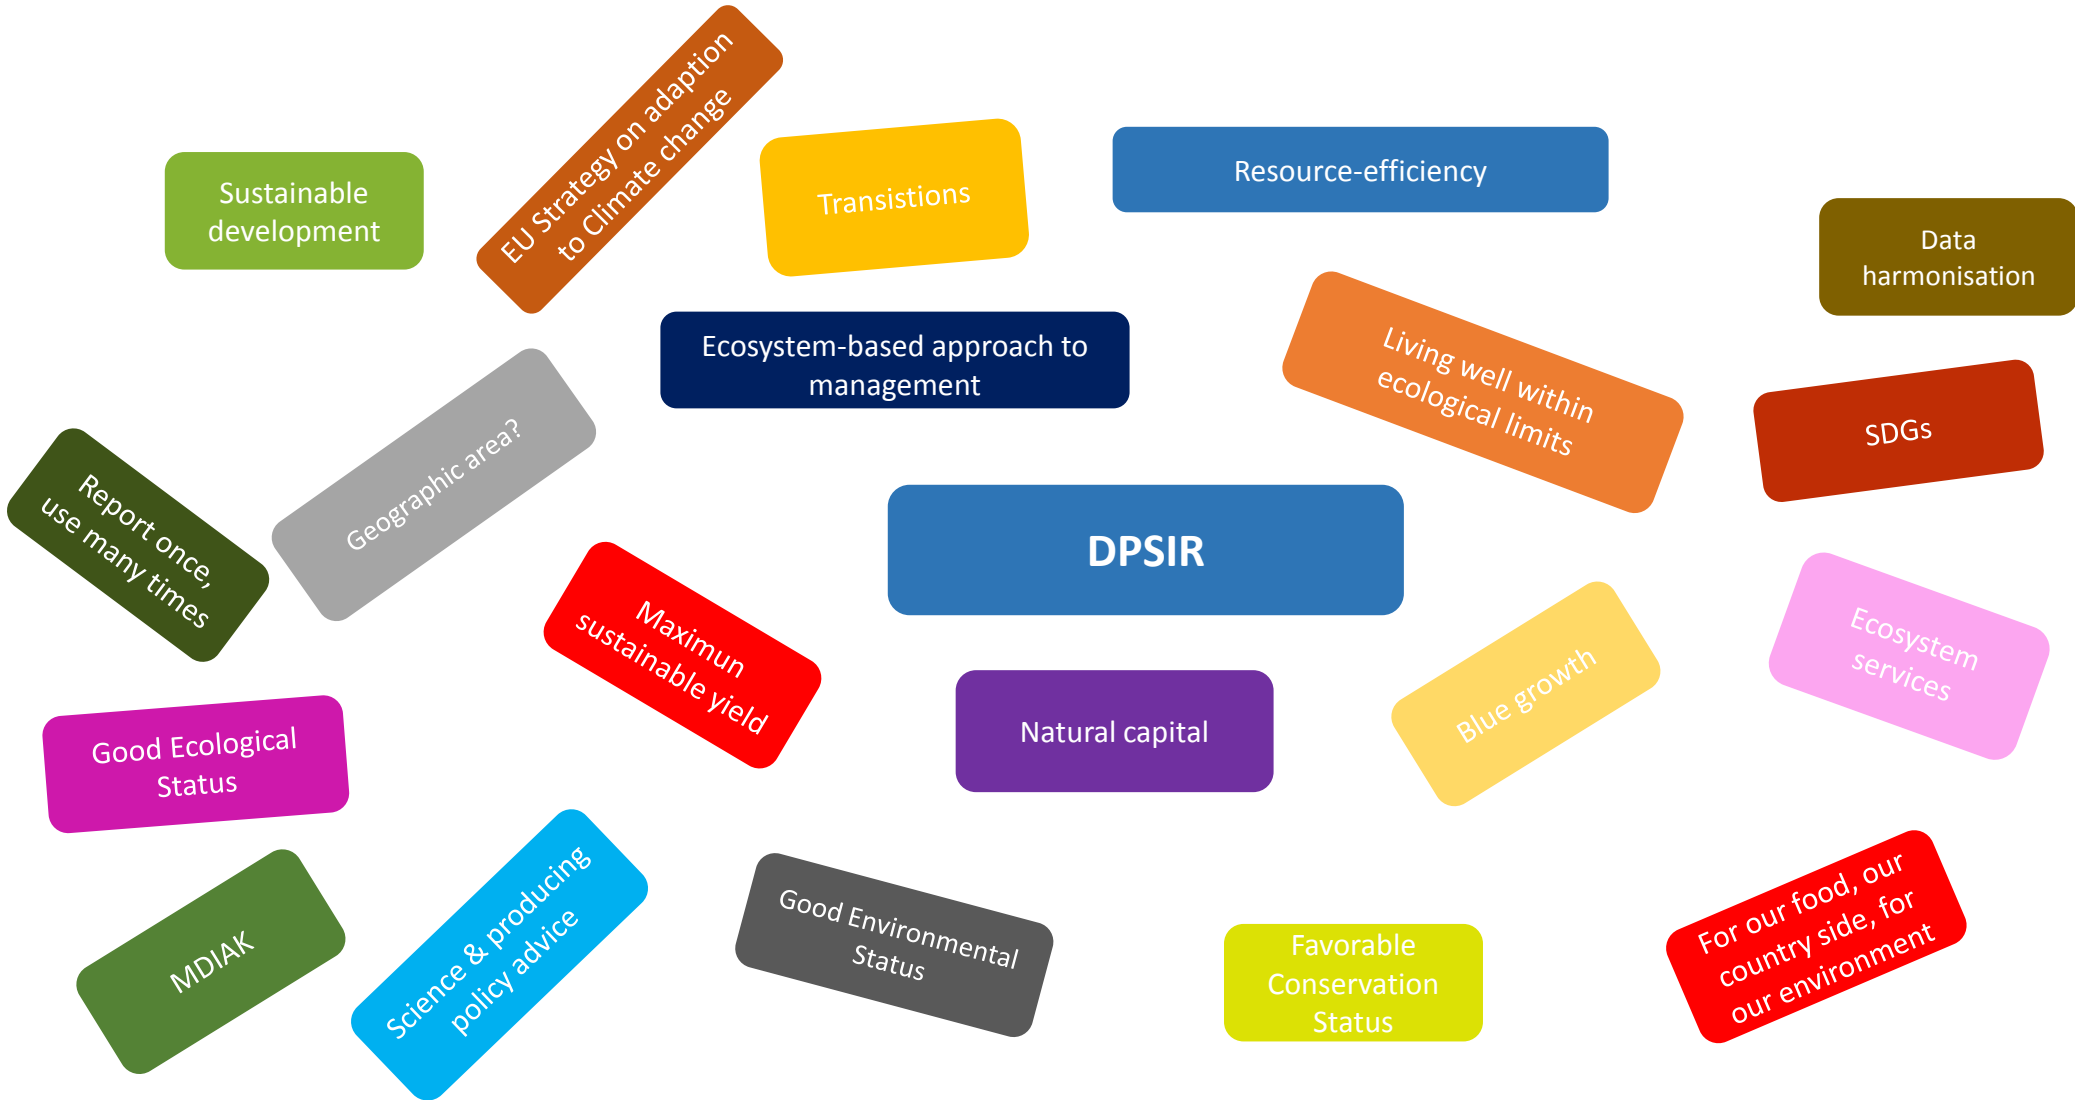 EU Strategy on adaption
to Climate change
Sustainable
development
Transistions
Resource-efficiency
Data
harmonisation
Ecosystem-based approach to
management
Living well within
ecological limits
SDGs
Geographic area?
Report once,
use many times
DPSIR
Maximun
sustainable yield
Ecosystem
services
Natural capital
Blue growth
Good Ecological
Status
MDIAK
Science & producing
policy advice
Good Environmental
Status
Favorable
Conservation
Status
For our food, our
country side, for
our environment